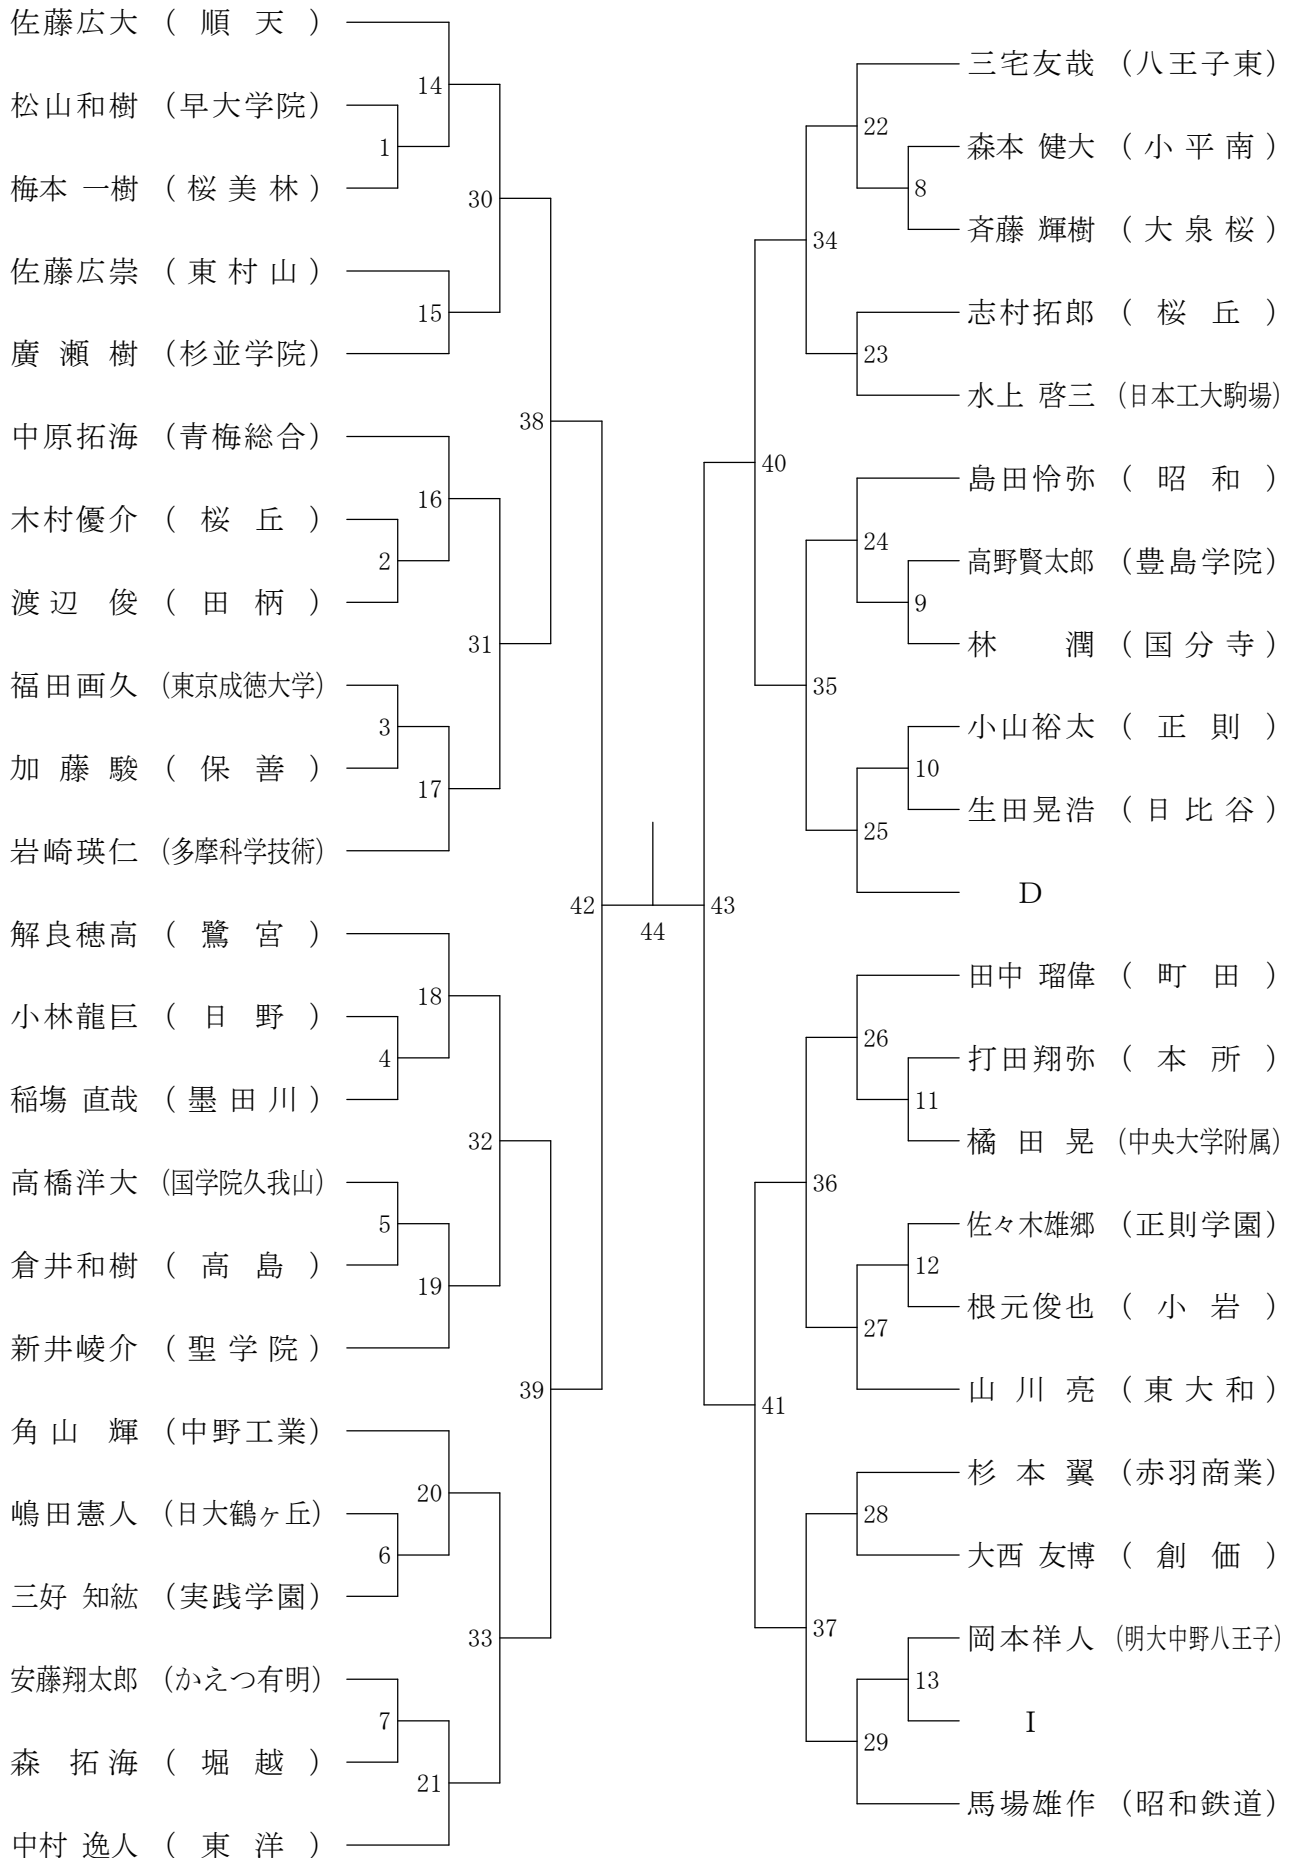 佐藤広大 （ 順 天 ）
松山和樹 （早大学院）
梅本 一樹 （ 桜 美 林 ）
佐藤広崇 （ 東 村 山 ）
廣 瀬 樹 （杉並学院）
中原拓海 （青梅総合）
木村優介 （ 桜 丘 ）
渡辺 俊 （ 田 柄 ）
福田画久 （東京成徳大学）
加 藤 駿 （ 保 善 ）
岩崎瑛仁 （多摩科学技術）
解良穂高 （ 鷺 宮 ）
小林龍巨 （ 日 野 ）
稲塲 直哉 （ 墨 田 川 ）
高橋洋大 （国学院久我山）
倉井和樹 （ 高 島 ）
新井崚介 （ 聖 学 院 ）
角山 輝 （中野工業）
嶋田憲人 （日大鶴ヶ丘）
三好 知紘 （実践学園）
安藤翔太郎 （かえつ有明）
森 拓海 （ 堀 越 ）
中村 逸人 （ 東 洋 ）
14
1
30
15
38
16
2
31
3
17
42
18
4
32
5
19
39
20
6
33
7
21
44
43
22
8
34
23
40
24
9
35
10
25
26
11
36
12
27
41
28
37
13
29
三宅友哉 （八王子東）
森本 健大 （ 小 平 南 ）
斉藤 輝樹 （ 大 泉 桜 ）
志村拓郎 （ 桜 丘 ）
水上 啓三 （日本工大駒場）
島田怜弥 （ 昭 和 ）
高野賢太郎 （豊島学院）
林 潤 （ 国 分 寺 ）
小山裕太 （ 正 則 ）
生田晃浩 （ 日 比 谷 ）
D
田中 瑠偉 （ 町 田 ）
打田翔弥 （ 本 所 ）
橘 田 晃 （中央大学附属）
佐々木雄郷 （正則学園）
根元俊也 （ 小 岩 ）
山 川 亮 （ 東 大 和 ）
杉 本 翼 （赤羽商業）
大西 友博 （ 創 価 ）
岡本祥人 （明大中野八王子）
I
馬場雄作 （昭和鉄道）